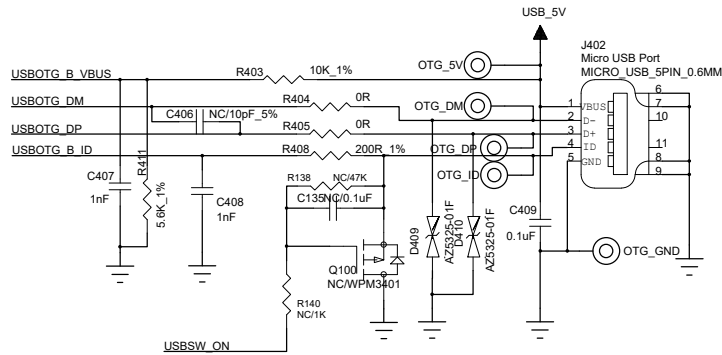 USB_5V
J402
Micro USB Port
MICRO_USB_5PIN_0.6MM
OTG_5V
R403
10K_1%
USBOTG_B_VBUS
USBOTG_DM
R404
0R
OTG_DM
C406
NC/10pF_5%
USBOTG_DP
R405
0R
USBOTG_B_ID
R408
200R_1%
OTG_DP
OTG_ID
1
2
3
4
5
VBUS
D-
D+
ID
GND
6
7
10
11
8
9
R411
5.6K_1%
C407
1nF
C408
1nF
R138
NC/47K
C135
NC/0.1uF
Q100
NC/WPM3401
R140
NC/1K
USBSW_ON
D409
AZ5325-01F
D410
AZ5325-01F
C409
0.1uF
OTG_GND